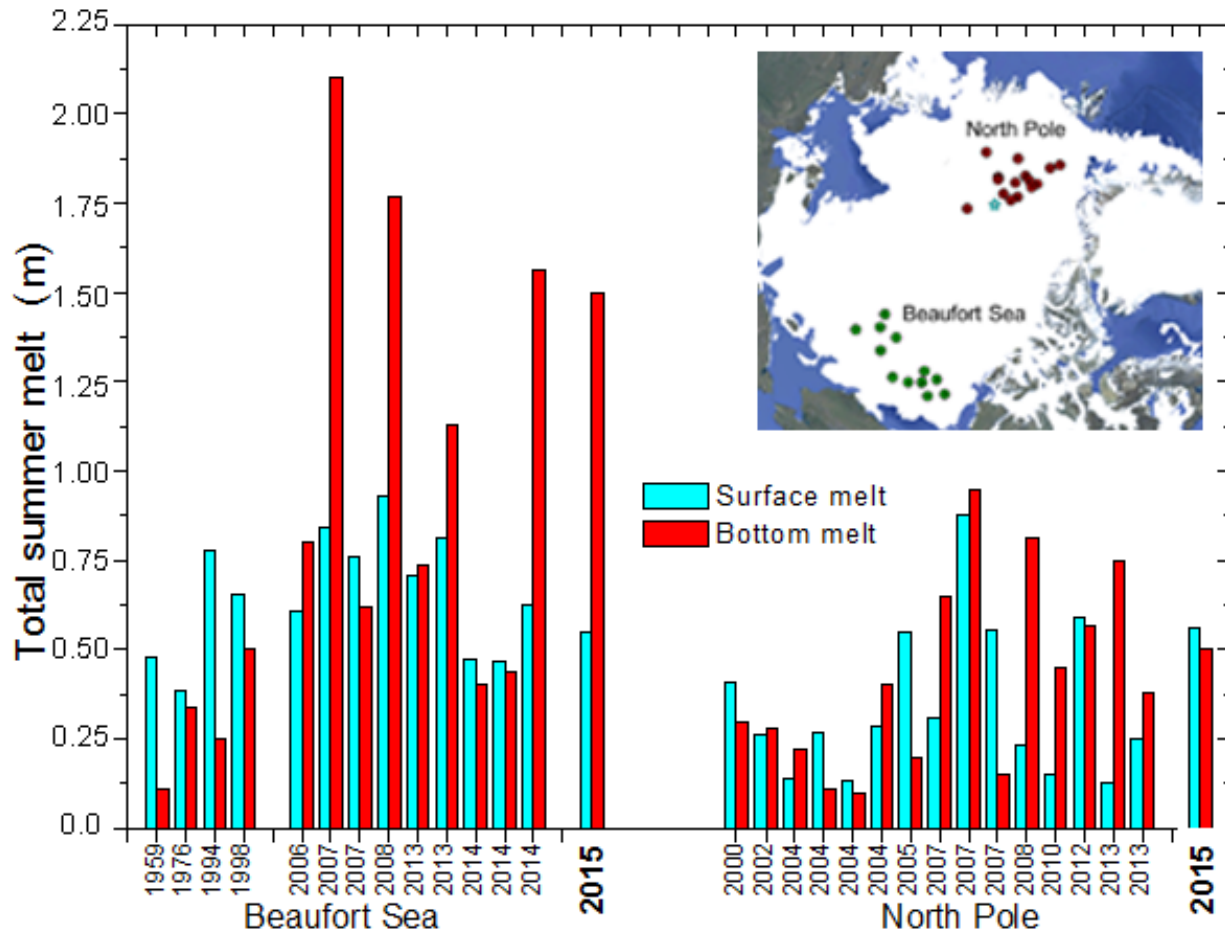 2.25
2.00
1.75
1.50
1.25
1.00
0.75
0.50
0.25
0.0
Total summer melt (m)
North Pole
Beaufort Sea
Surface melt
Bottom melt
1959 1976 1994 1998 2006 2007 2007 2008 2013 2013 2014 2014 2014 2015
Beaufort Sea
2000 2002 2004 2004 2004 2004 2005 2007 2007 2007 2008 2010 2012 2013 2013 2015
North Pole